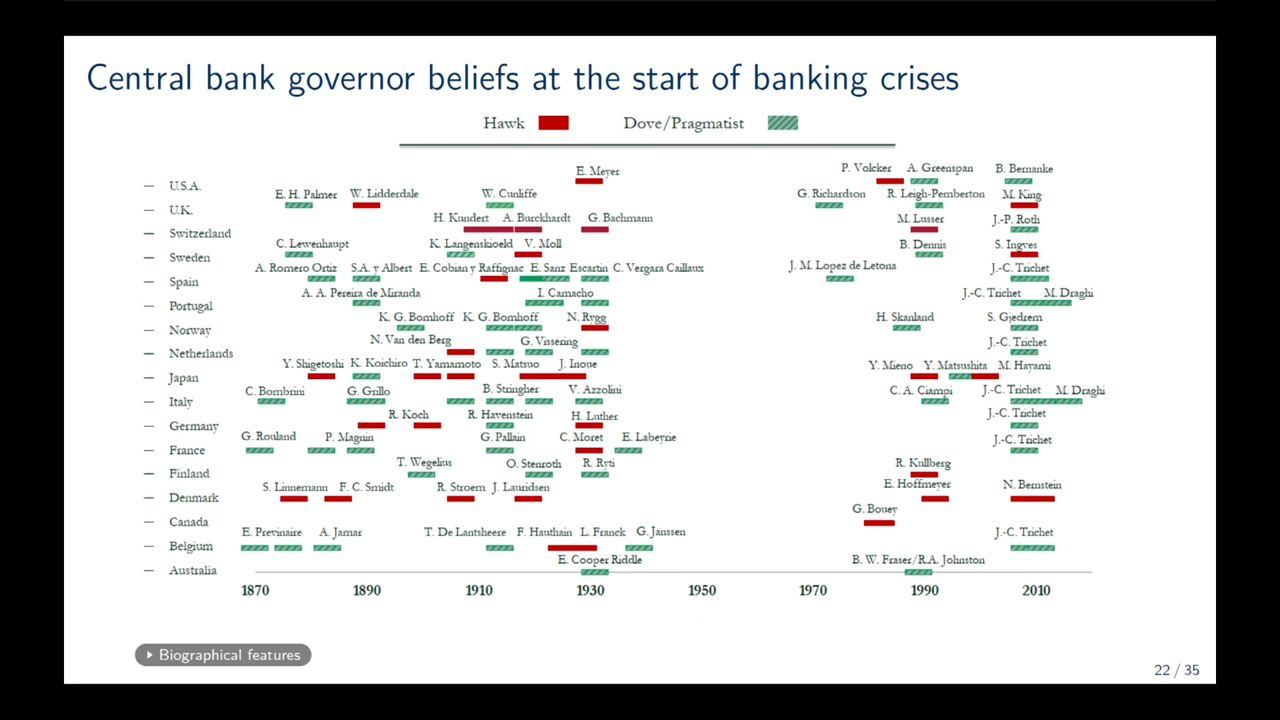 Central bank governor beliefs at the start of banking crises
Hawk Dove/Pragmatist
E. Meyer P. Volcker A. Greenspan B. Bernanke
U.S.A.
E. H. Palmer W. Lidderdale W. Cunliffe G. Richardson R. Leigh-Pemberton M. King
U.K.
H. Kundert A. Burckhardt G. Bachmann M. Lusser J.-P. Roth
Switzerland
C. Lewenhaupt K. Langenskioeld V. Moll B. Dennis S. Ingves
Sweden
A. Romero Ortiz S.A. y Albert E. Cobian y Raffignac E. Sanz Escartin C. Vergara Caillaux J. M. Lopez de Letona J.-C. Trichet
Spain
A. A. Pereira de Miranda I. Camacho J.-C. Trichet M. Draghi
Portugal
K. G. Bomhoff K. G. Bomhoff N. Rygg H. Skanland S. Gjedrem
Norway
N. Van den Berg G. Vissering J.-C. Trichet
Netherlands
Y. Shigetoshi K. Koichiro T. Yamamoto S. Matsuo J. Inoue Y. Mieno Y. Matsushita M. Hayami
Japan
C. Bombrini G. Grillo B. Stringher V. Azzolini C. A. Ciampi J.-C. Trichet M. Draghi
Italy
R. Koch R. Havenstein H. Luther J.-C. Trichet
Germany
G. Rouland P. Magnin G. Pallain C. Moret E. Labeyrie J.-C. Trichet
France
T. Wegelius O. Stenroth R. Ryti R. Kullberg
Finland
S. Linnemann F. C. Smidt R. Stroem J. Lauridsen E. Hoffmeyer N. Bernstein
Denmark
G. Bouey
Canada
E. Previnaire A. Jamar T. De Lantsheere F. Hauthain L. Franck G. Janssen J.-C. Trichet
Belgium
E. Cooper Riddle B. W. Fraser/R.A. Johnston
Australia
1870 1890 1910 1930 1950 1970 1990 2010
Biographical features
22 / 35